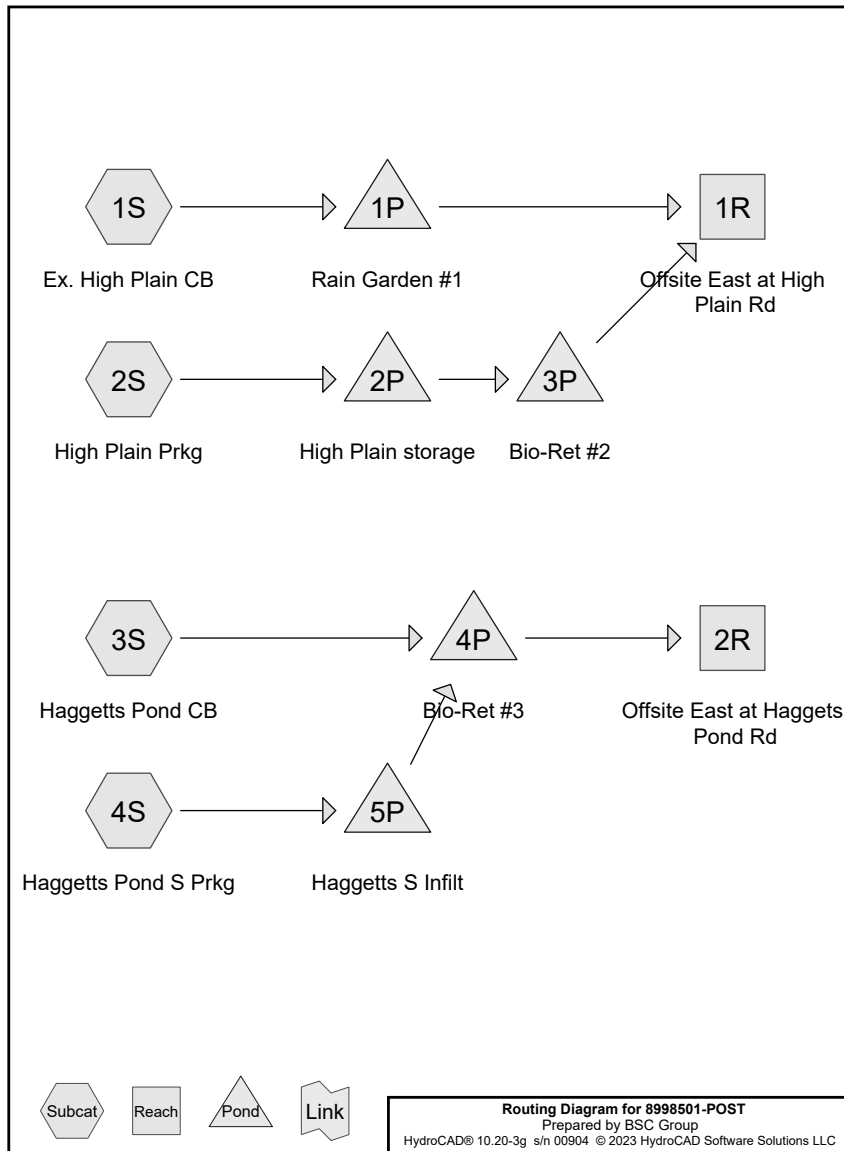 1S
1P
1R
Ex. High Plain CB
Rain Garden #1
Offsite East at High
Plain Rd
2S
2P
3P
High Plain Prkg
High Plain storage
Bio-Ret #2
3S
4P
2R
Haggetts Pond CB
Bio-Ret #3
Offsite East at Haggets
Pond Rd
4S
5P
Haggetts Pond S Prkg
Haggetts S Infilt
Subcat
Reach
Pond
Link
Routing Diagram for 8998501-POST
Prepared by BSC Group
HydroCAD® 10.20-3g s/n 00904 © 2023 HydroCAD Software Solutions LLC